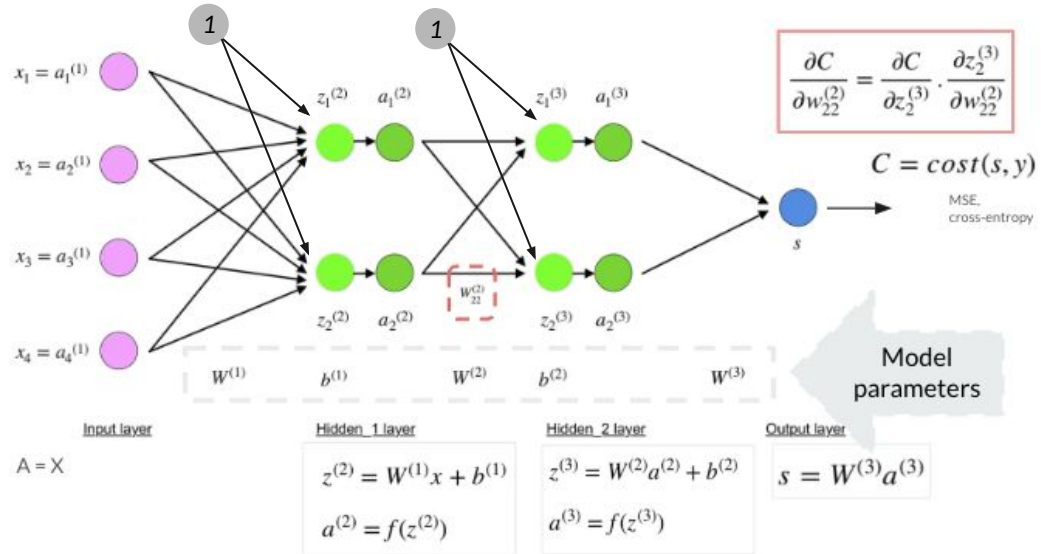 1
1
x₁ = a₁⁽¹⁾
x₂ = a₂⁽¹⁾
x₃ = a₃⁽¹⁾
x₄ = a₄⁽¹⁾
z₁⁽²⁾ a₁⁽²⁾
z₁⁽³⁾ a₁⁽³⁾
z₂⁽²⁾ a₂⁽²⁾
w₂₂⁽²⁾
z₂⁽³⁾ a₂⁽³⁾
s
∂C/∂w₂₂⁽²⁾ = ∂C/∂z₂⁽³⁾ . ∂z₂⁽³⁾/∂w₂₂⁽²⁾
C = cost(s, y)
MSE,
cross-entropy
W⁽¹⁾ b⁽¹⁾ W⁽²⁾ b⁽²⁾ W⁽³⁾
Model
parameters
Input layer
A = X
Hidden_1 layer
z⁽²⁾ = W⁽¹⁾x + b⁽¹⁾
a⁽²⁾ = f(z⁽²⁾)
Hidden_2 layer
z⁽³⁾ = W⁽²⁾a⁽²⁾ + b⁽²⁾
a⁽³⁾ = f(z⁽³⁾)
Output layer
s = W⁽³⁾a⁽³⁾